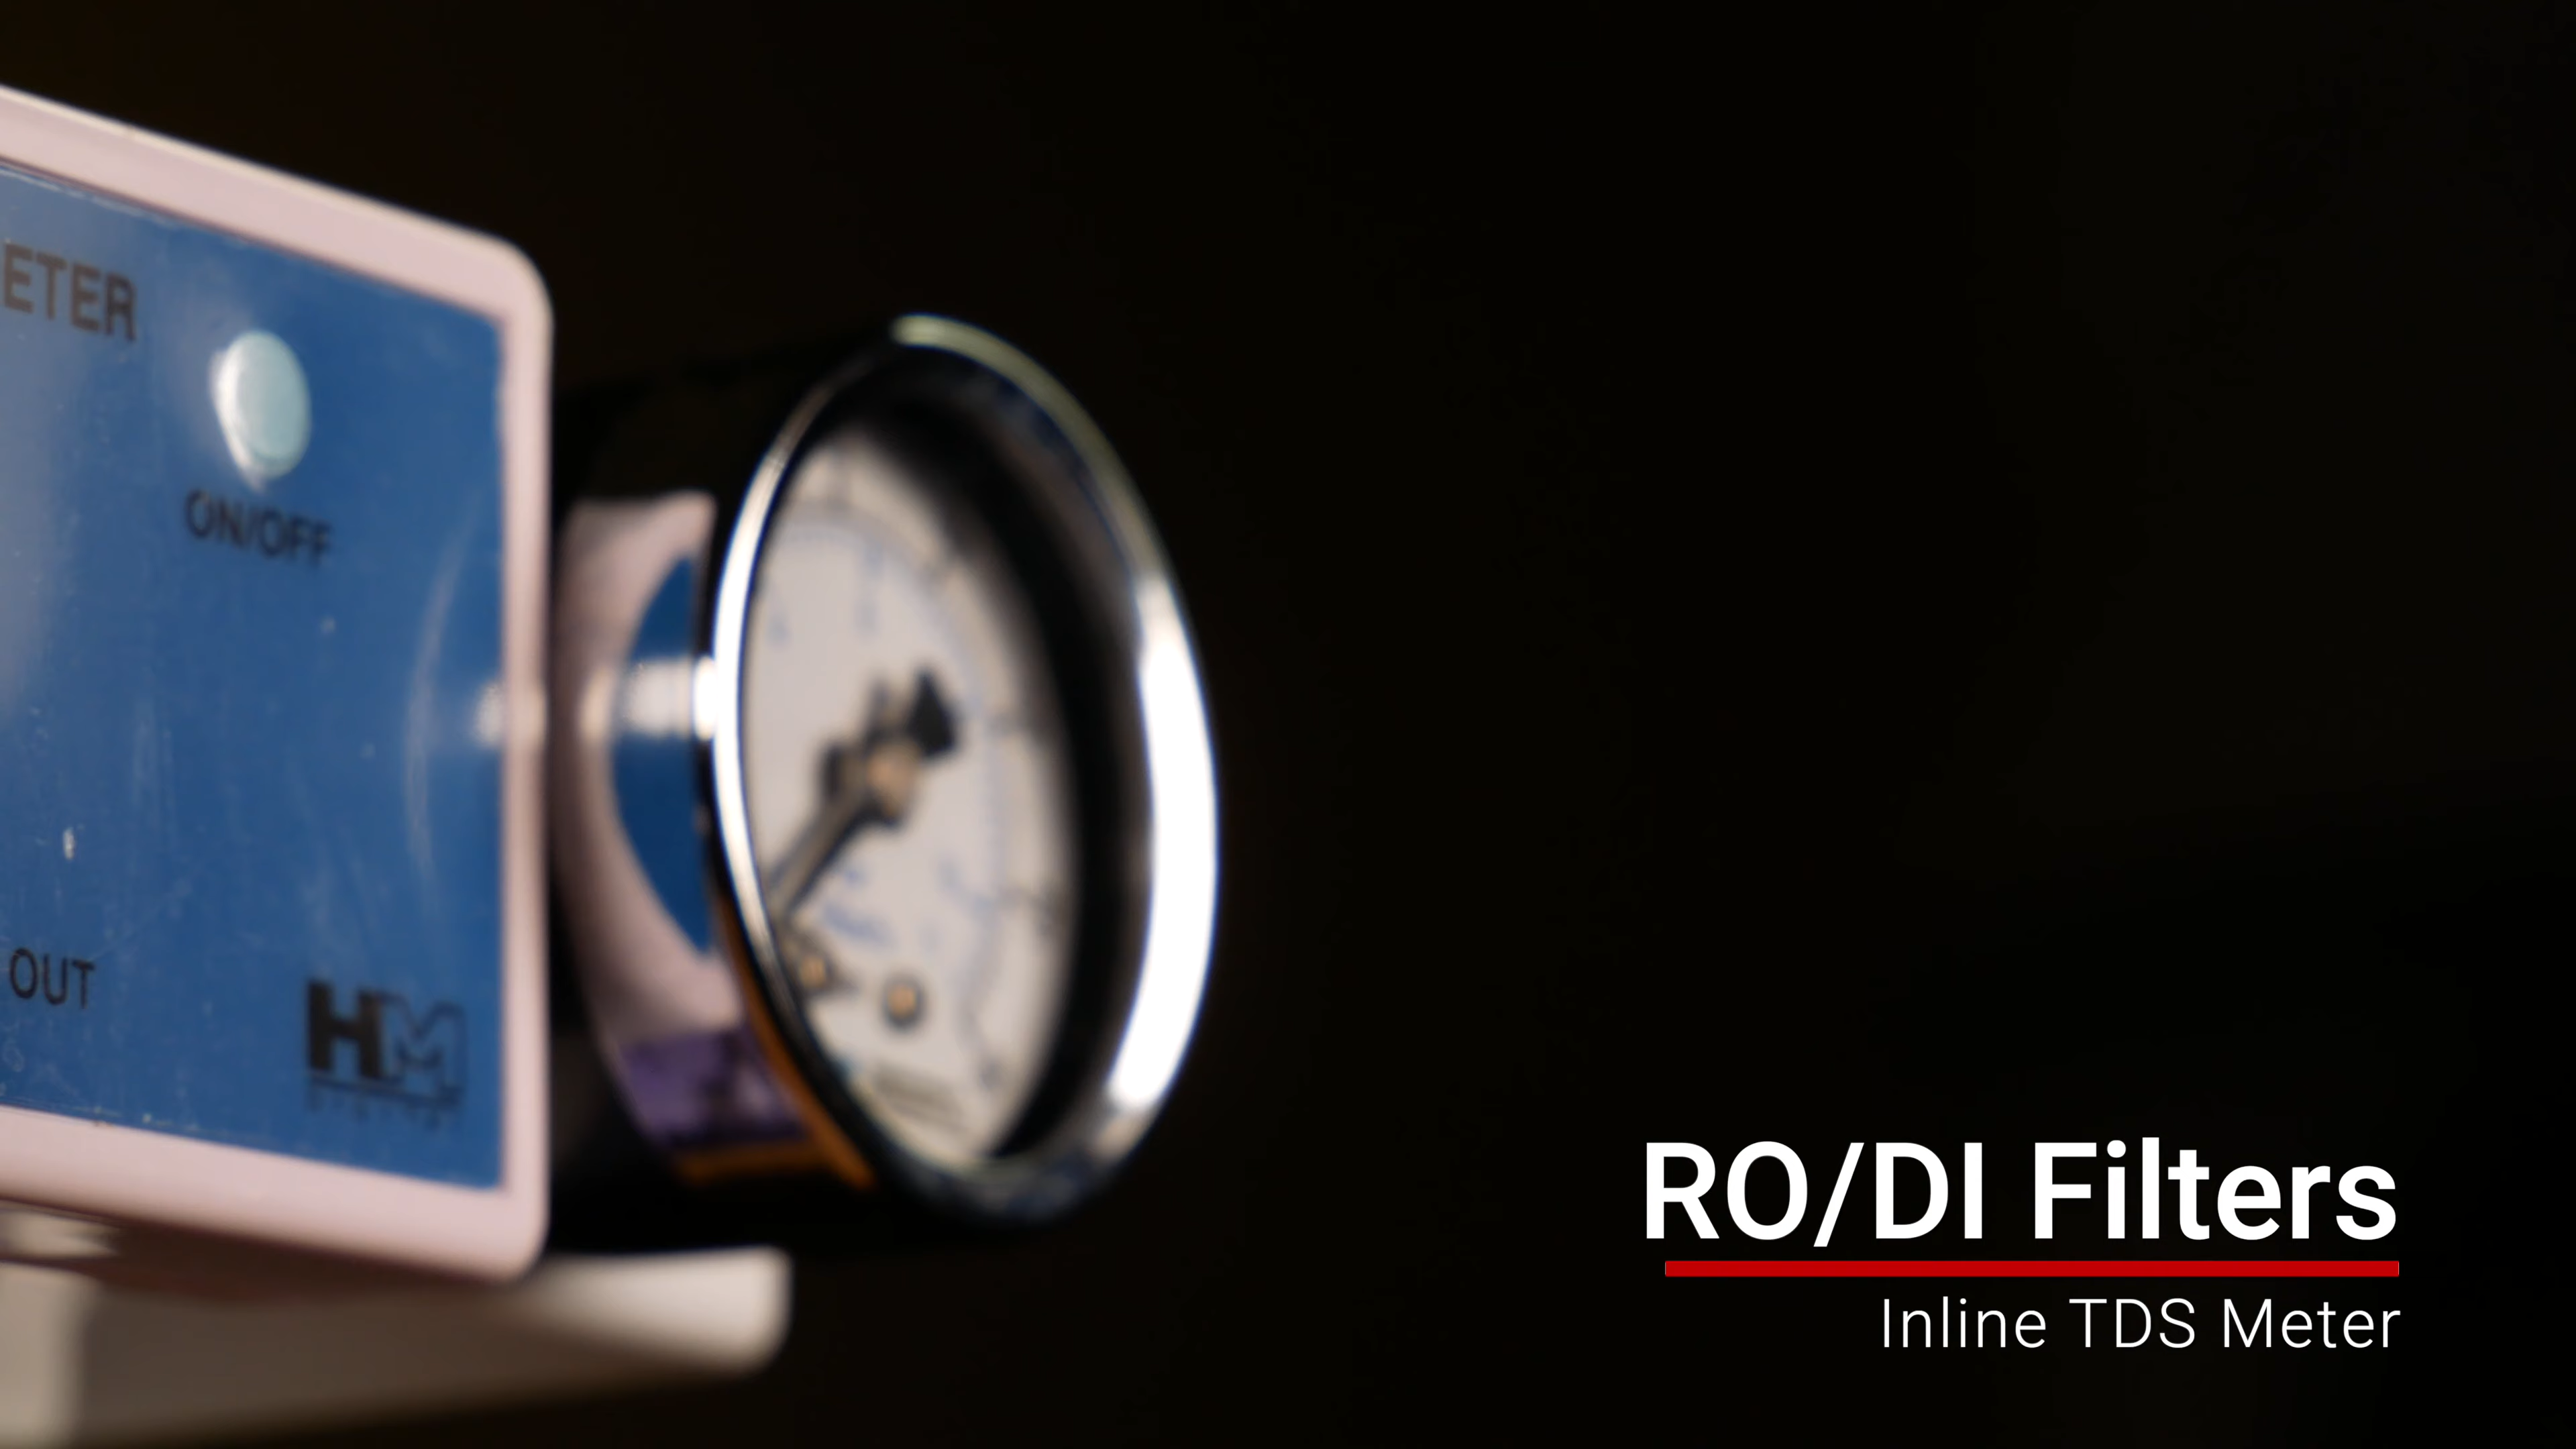 ETER
ON/OFF
OUT
HM
RO/DI Filters
Inline TDS Meter